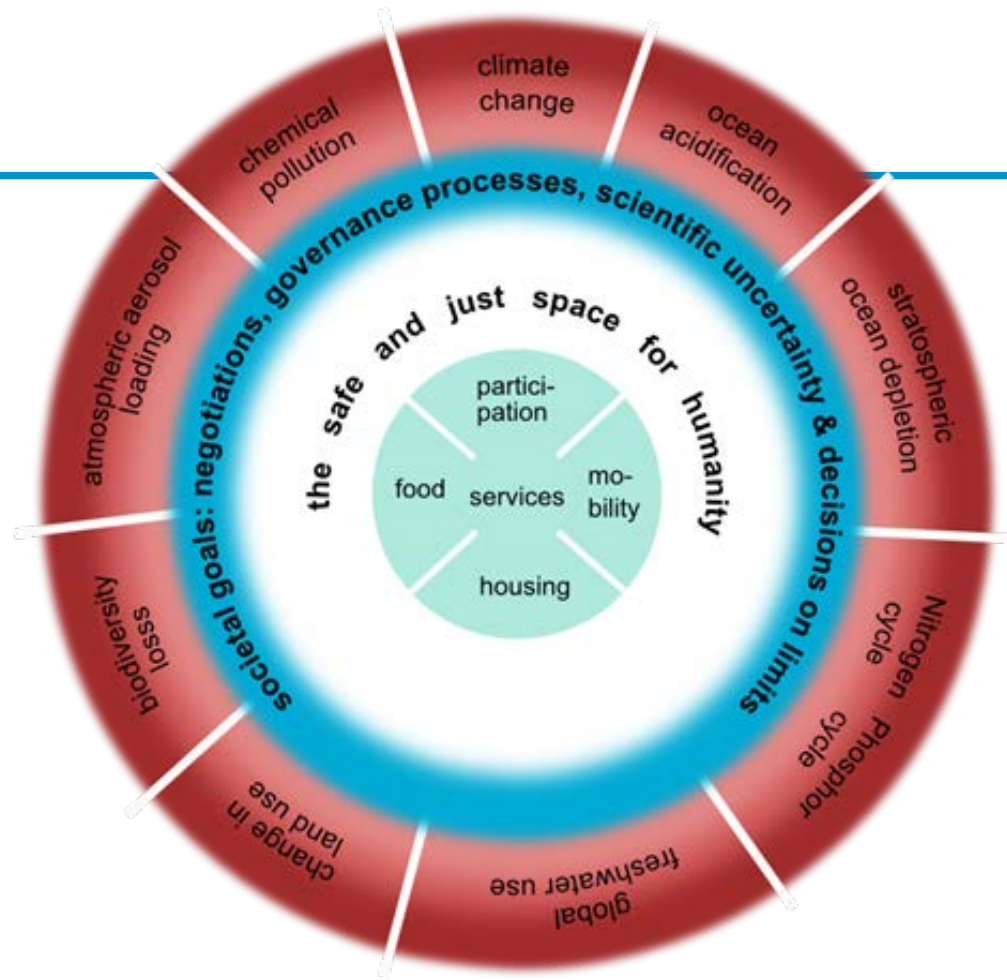 climate
change
ocean
acidification
stratospheric
ocean depletion
Nitrogen
cycle
Phosphor
cycle
global
freshwater use
change in
land use
biodiversity
losss
atmospheric aerosol
loading
chemical
pollution
societal goals: negotiations, governance processes, scientific uncertainty & decisions on limits
the safe and just space for humanity
partici-
pation
food
services
mo-
bility
housing